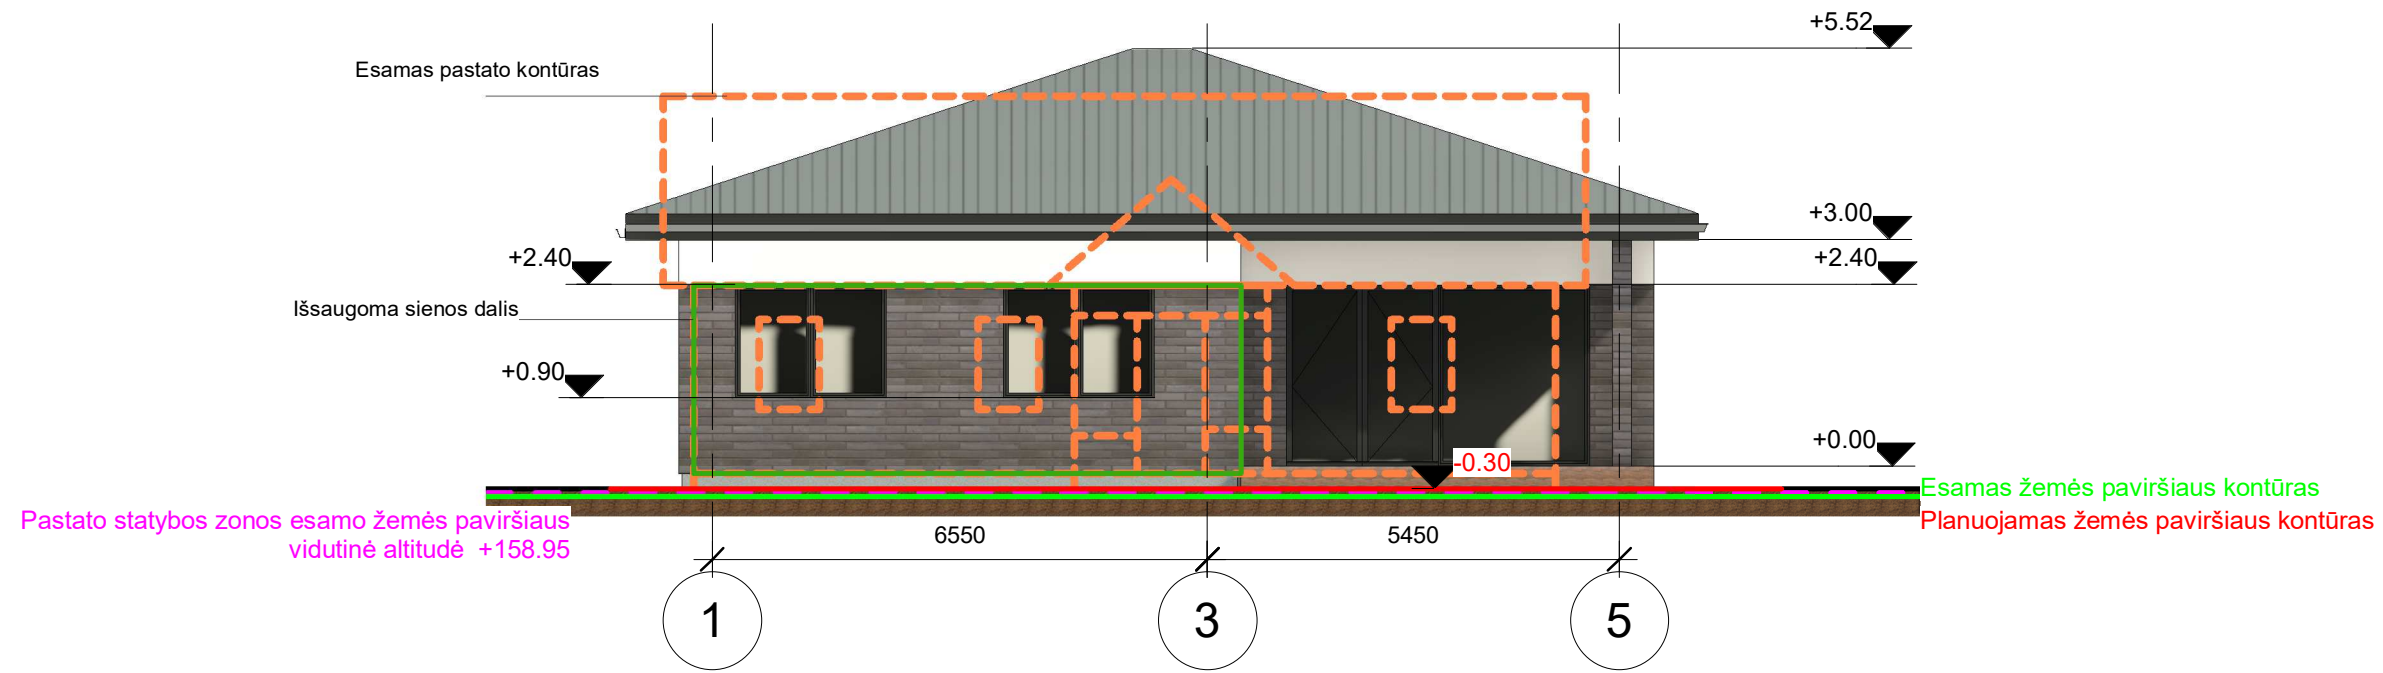 +5.52
Esamas pastato kontūras
+3.00
+2.40
+2.40
Išsaugoma sienos dalis
+0.90
+0.00
-0.30
Esamas žemės paviršiaus kontūras
Planuojamas žemės paviršiaus kontūras
Pastato statybos zonos esamo žemės paviršiaus
vidutinė altitudė +158.95
6550
5450
1
3
5